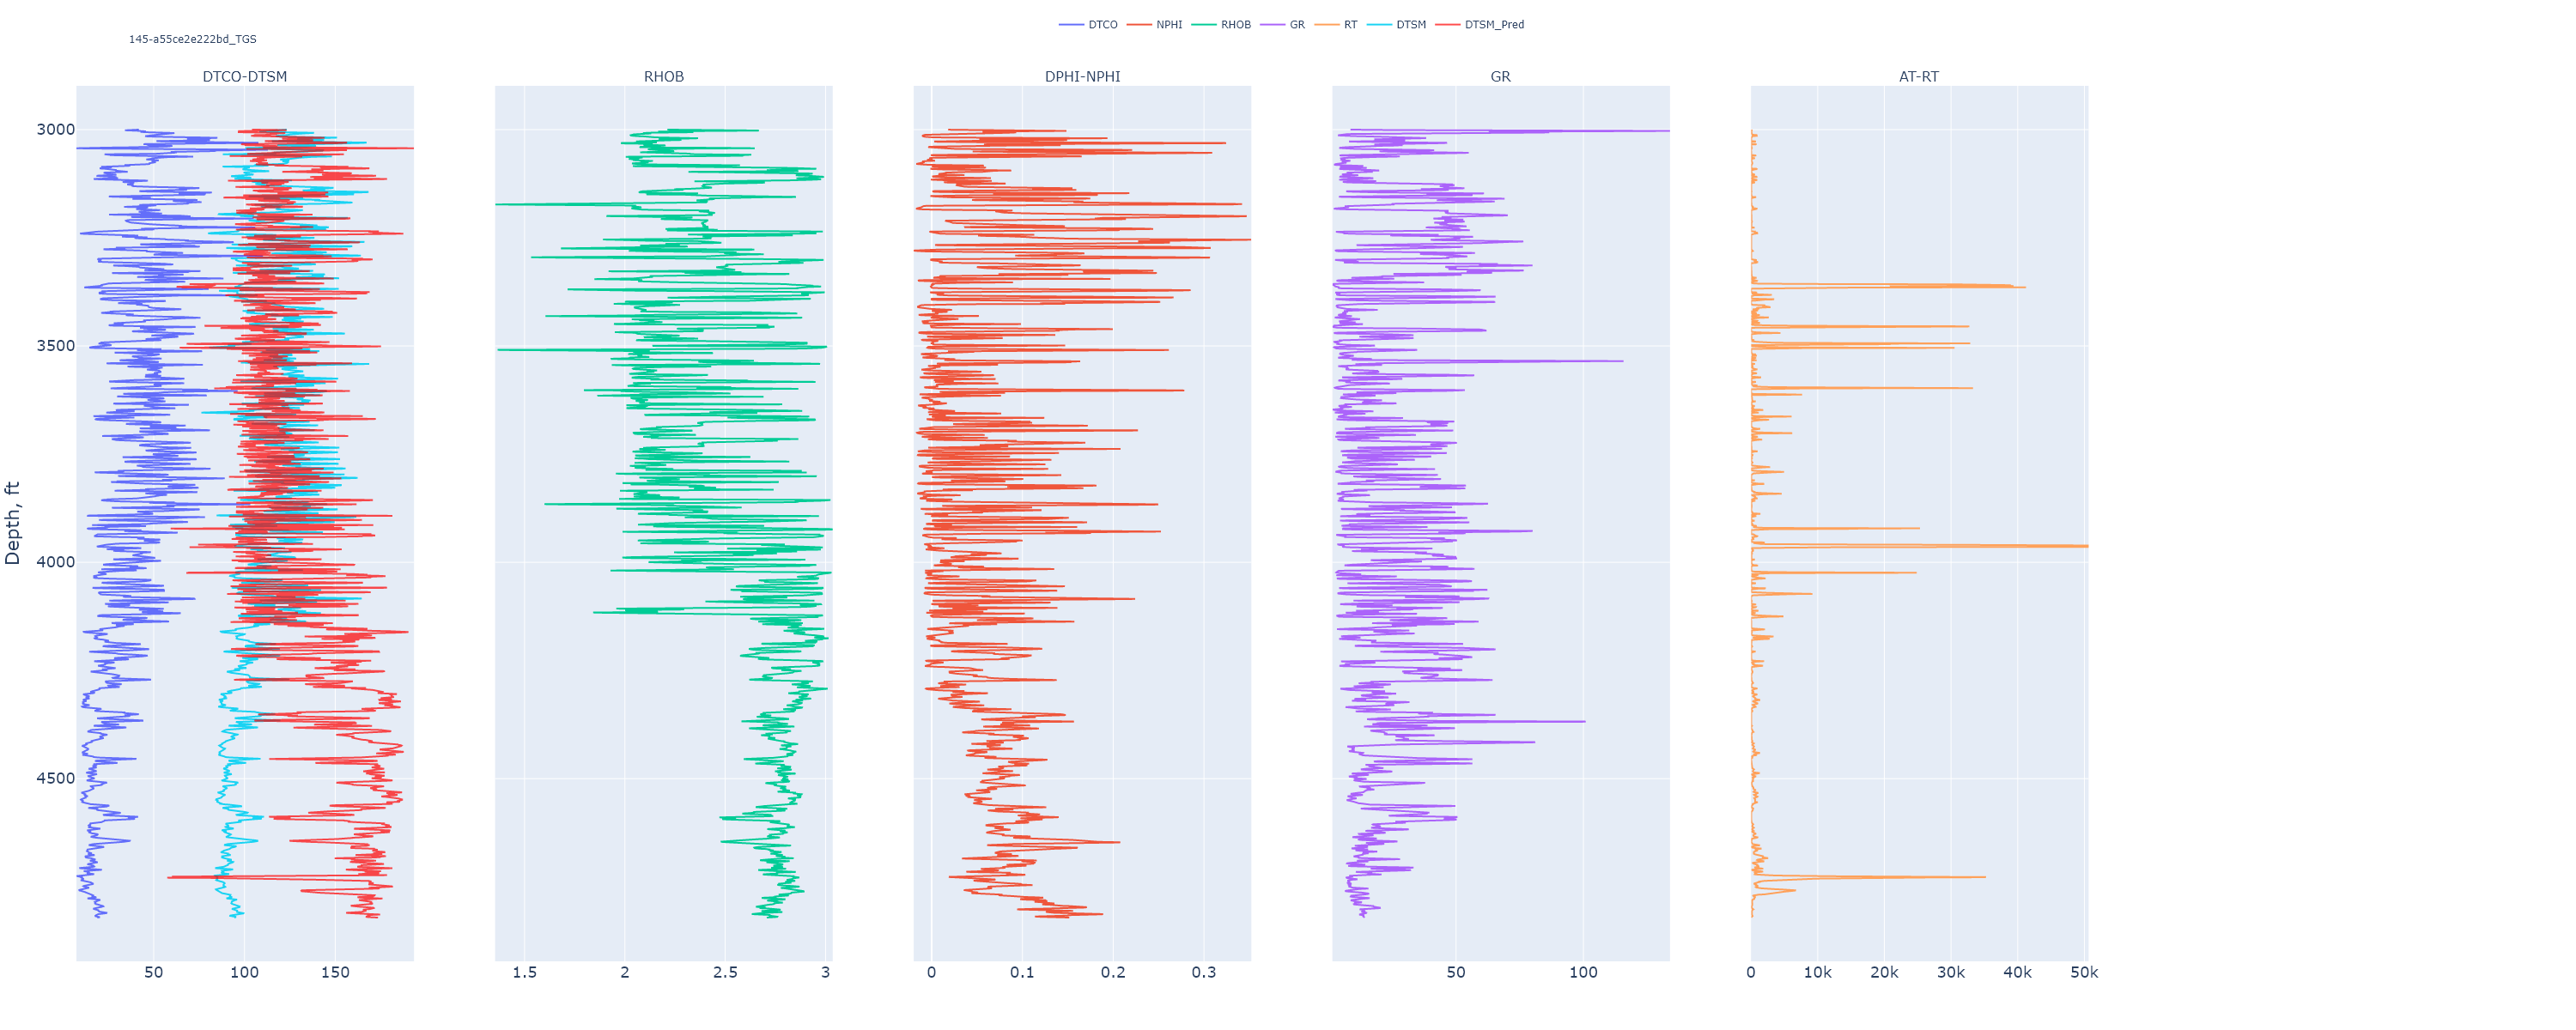 DTCO NPHI RHOB GR RT DTSM DTSM_Pred
145-a55ce2e222bd_TGS
DTCO-DTSM RHOB DPHI-NPHI GR AT-RT
Depth, ft
3000
3500
4000
4500
50 100 150 1.5 2 2.5 3 0 0.1 0.2 0.3 50 100 0 10k 20k 30k 40k 50k